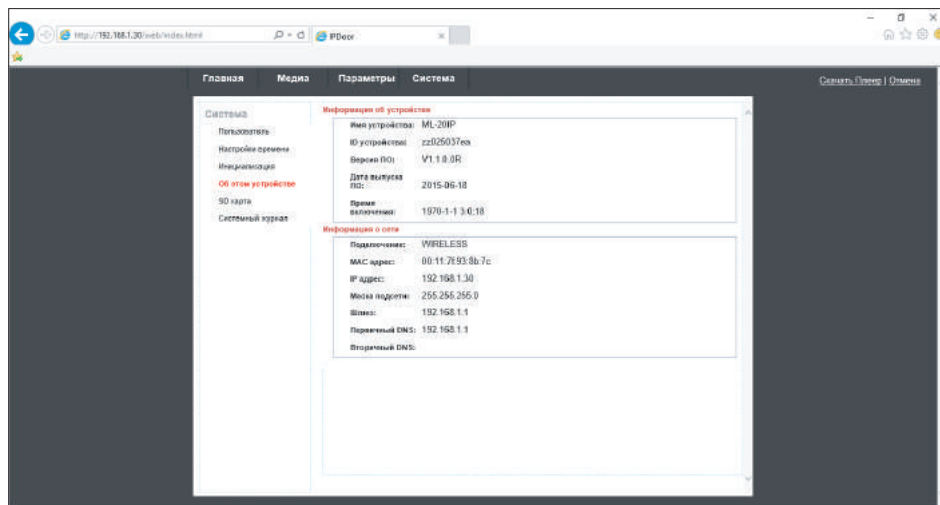 http://192.168.1.30/web/index.html
IPDoor
Главная Медиа Параметры Система
Скачать Плеер | Отмена
Система
Пользователь
Настройки времени
Инициализация
Об этом устройстве
SD карта
Системный журнал
Информация об устройстве
Имя устройства: ML-20IP
ID устройства: zz025037ea
Версия ПО: V1.1.0.0R
Дата выпуска ПО: 2015-06-18
Время включения: 1970-1-1 3:0:18
Информация о сети
Подключение: WIRELESS
MAC адрес: 00:11:7f:93:8b:7c
IP адрес: 192.168.1.30
Маска подсети: 255.255.255.0
Шлюз: 192.168.1.1
Первичный DNS: 192.168.1.1
Вторичный DNS: